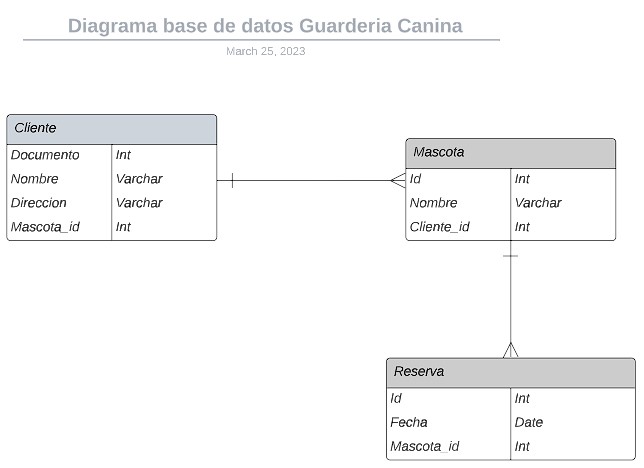 Diagrama base de datos Guarderia Canina
March 25, 2023
Cliente
Documento Int
Nombre Varchar
Direccion Varchar
Mascota_id Int
Mascota
Id Int
Nombre Varchar
Cliente_id Int
Reserva
Id Int
Fecha Date
Mascota_id Int